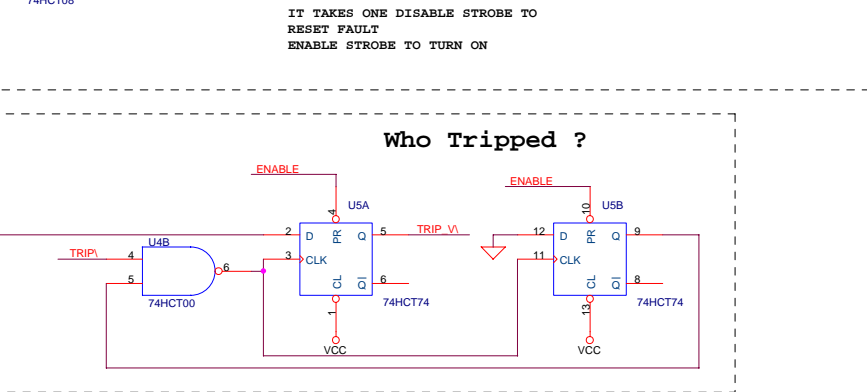 74HCT08
IT TAKES ONE DISABLE STROBE TO
RESET FAULT
ENABLE STROBE TO TURN ON
Who Tripped ?
ENABLE
ENABLE
4
U5A
10
U5B
2
D
PR
Q
5
TRIP_V\
12
D
PR
Q
9
U4B
TRIP\
4
6
3
CLK
11
CLK
5
CL
Q
6
CL
Q
8
74HCT00
1
74HCT74
13
74HCT74
VCC
VCC